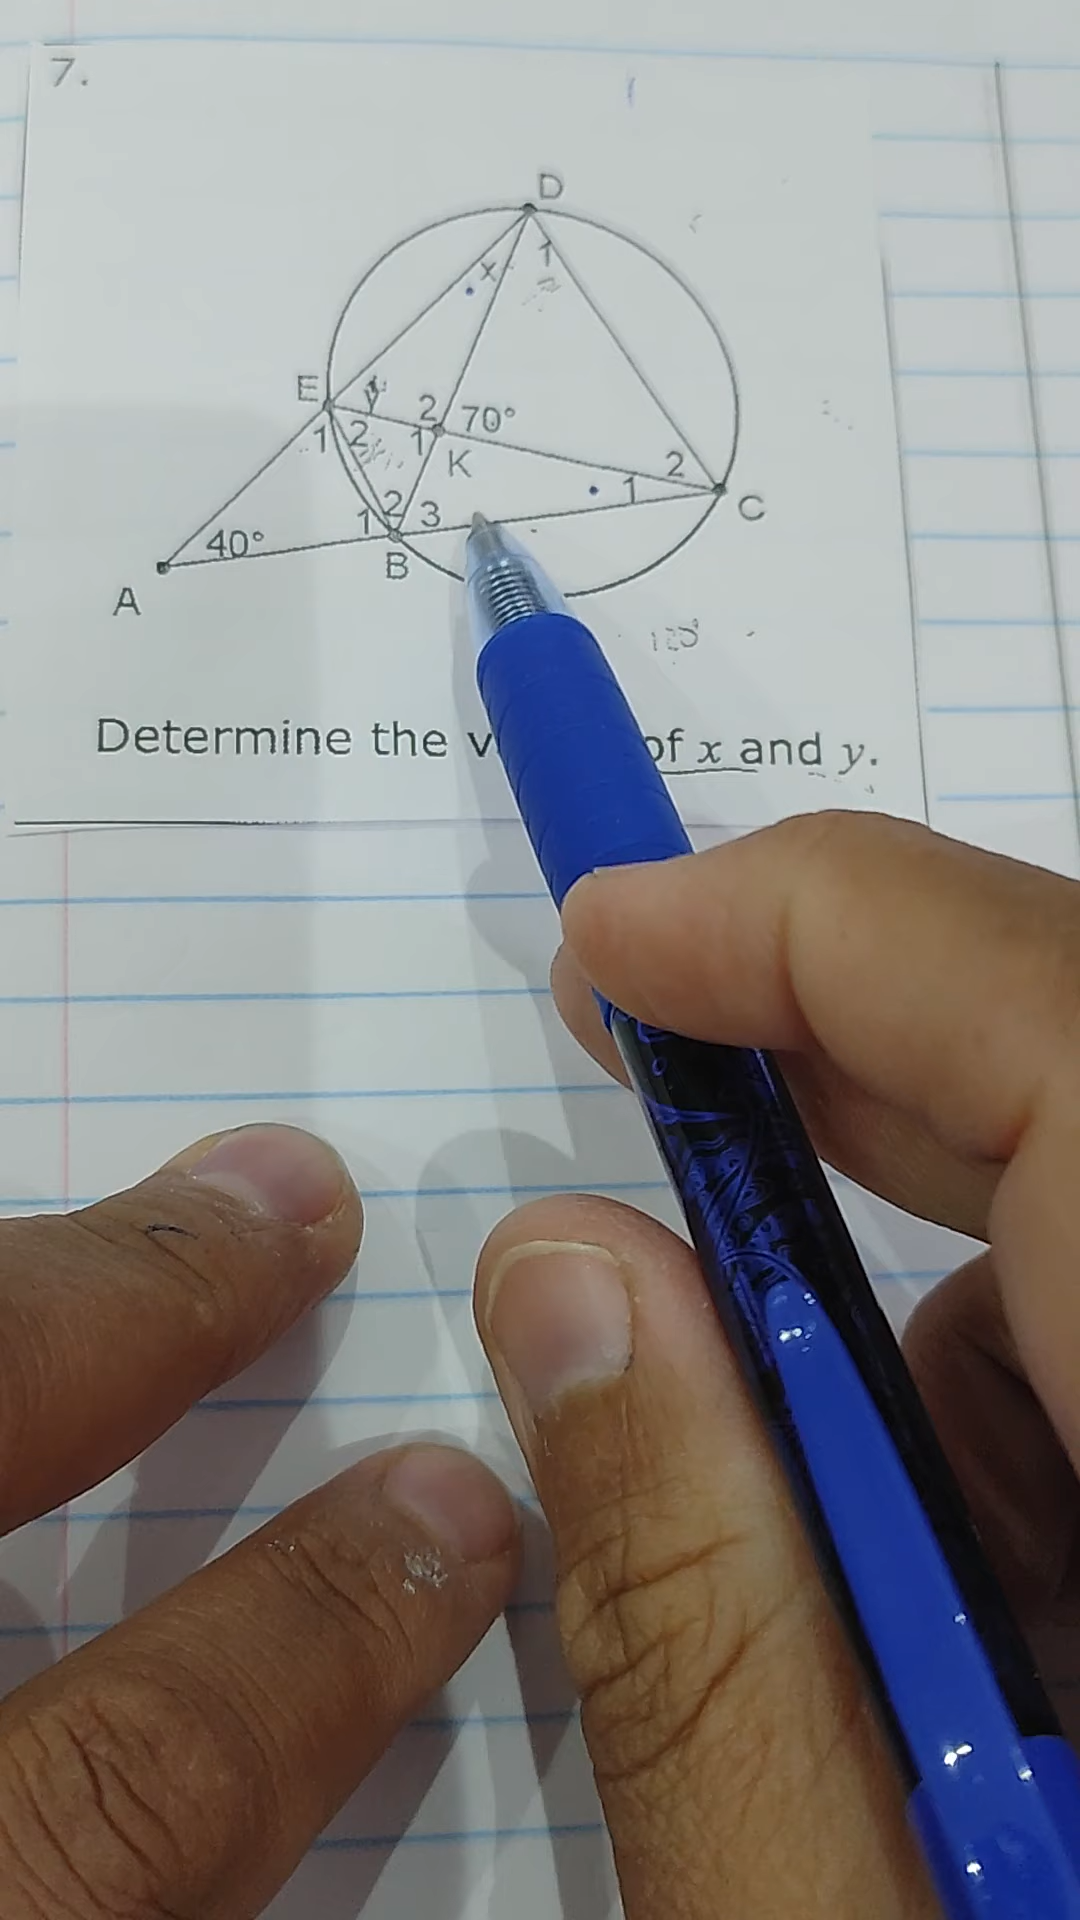 7.
D
x 1
E y 2 70°
1 2 1 K 2
1 C
40° 1 2 3
B
A
Determine the v of x and y.